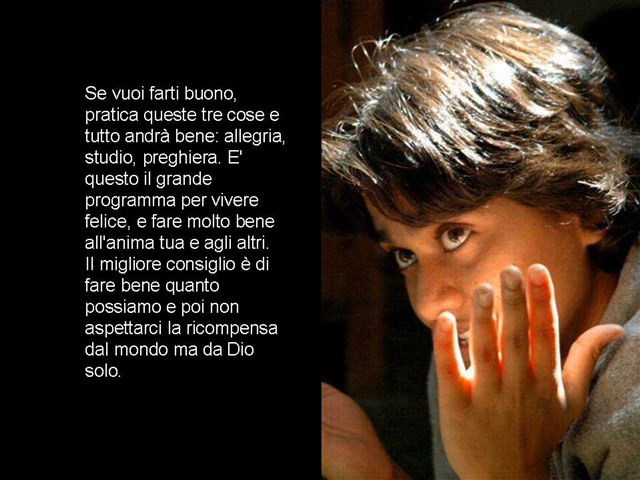 Se vuoi farti buono,
pratica queste tre cose e
tutto andrà bene: allegria,
studio, preghiera. E'
questo il grande
programma per vivere
felice, e fare molto bene
all'anima tua e agli altri.
Il migliore consiglio è di
fare bene quanto
possiamo e poi non
aspettarci la ricompensa
dal mondo ma da Dio
solo.